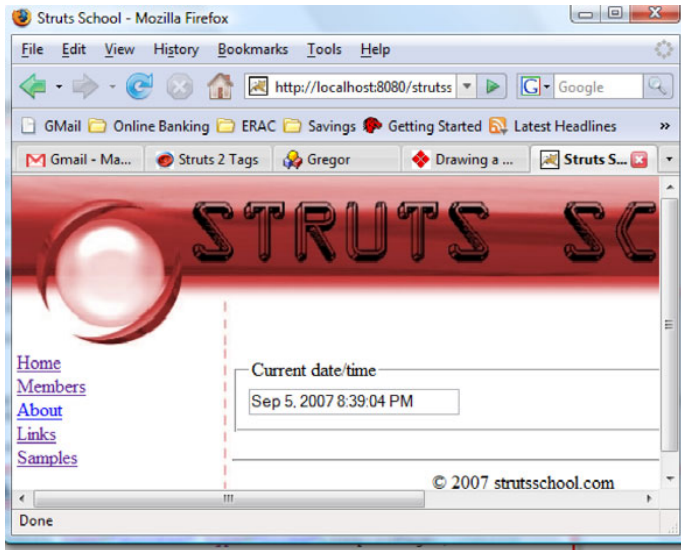 Struts School - Mozilla Firefox
File Edit View History Bookmarks Tools Help
http://localhost:8080/strutss G Google
GMail Online Banking ERAC Savings Getting Started Latest Headlines »
Gmail - Ma... Struts 2 Tags Gregor Drawing a ... Struts S...
STRUTS SC
Home
Members
About
Links
Samples
Current date/time
Sep 5, 2007 8:39:04 PM
© 2007 strutsschool.com
Done